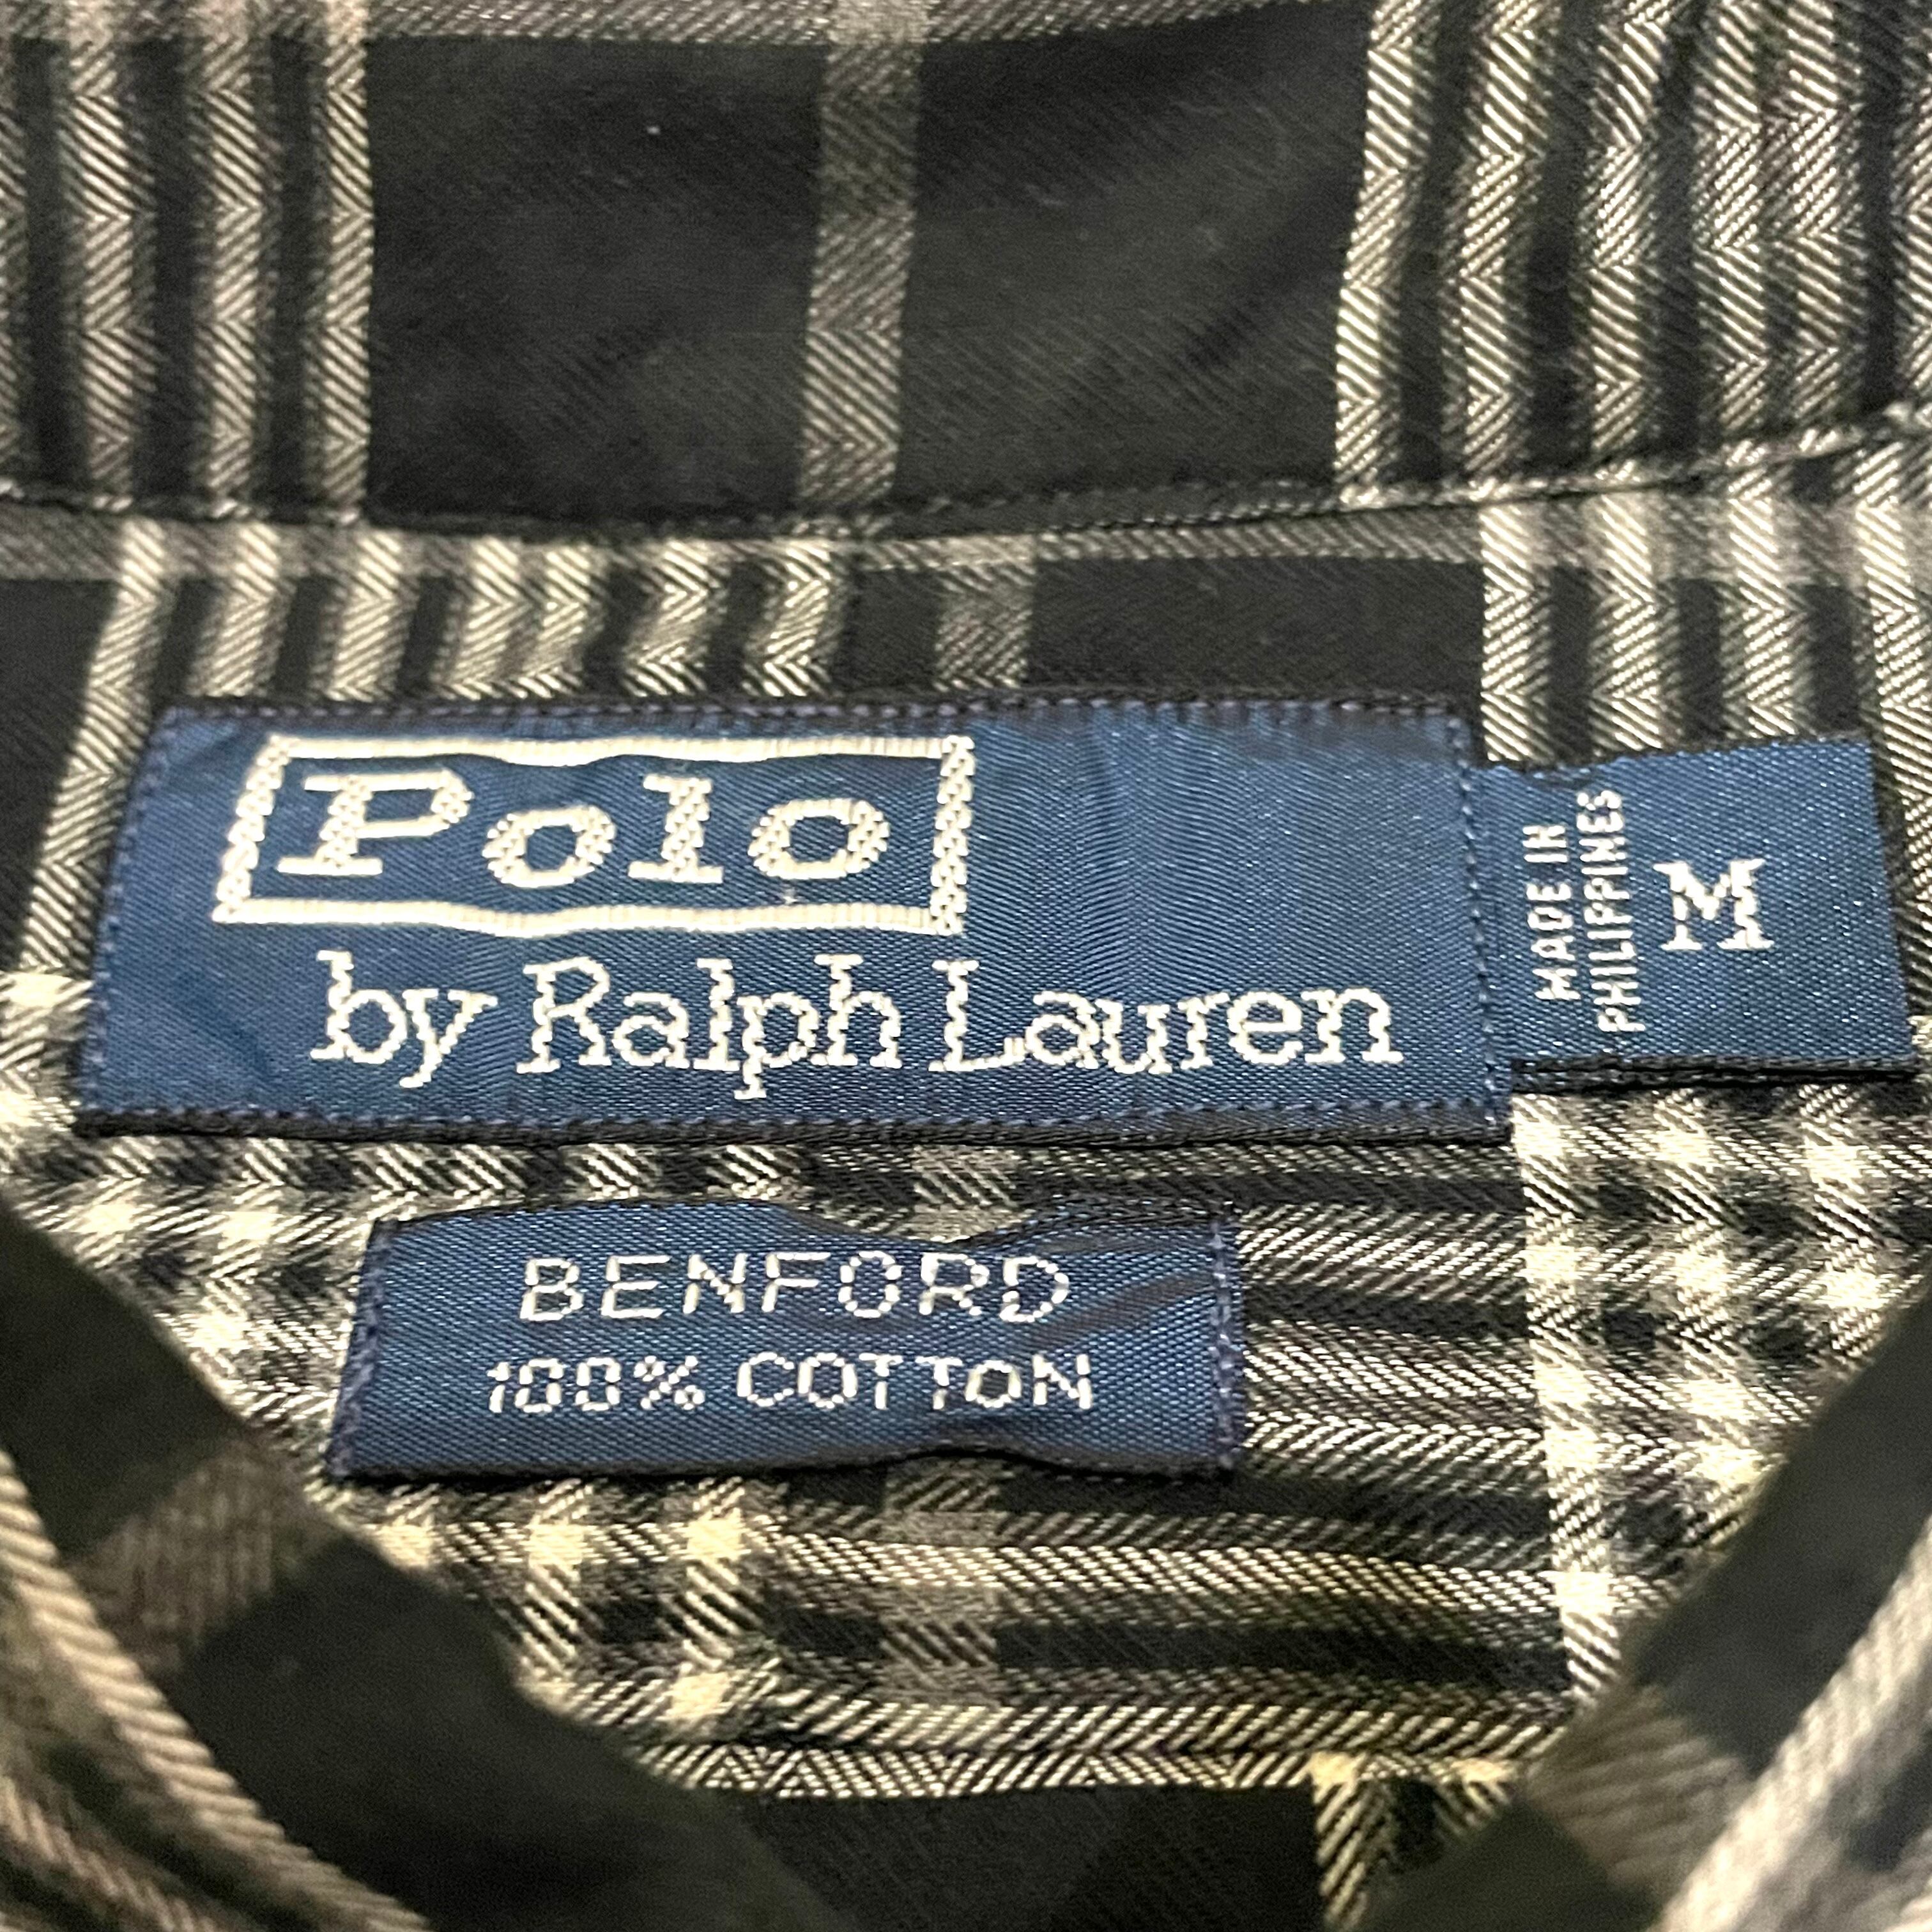 Polo
by Ralph Lauren
MADE IN
PHILIPPINES
M
BENFORD
100% COTTON